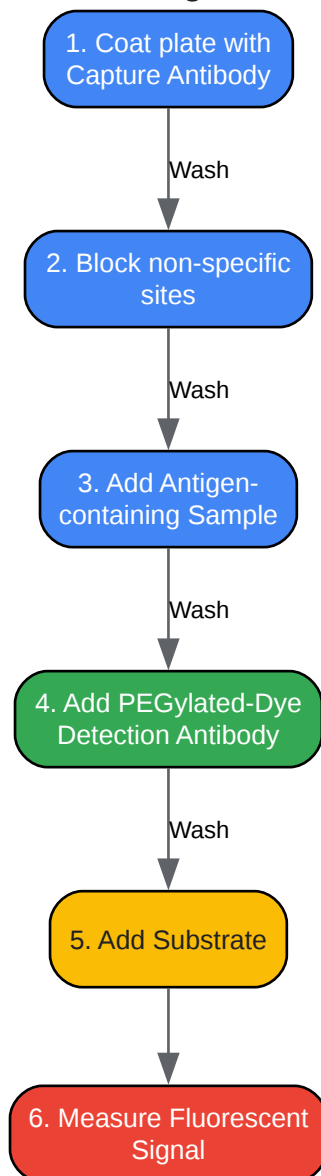 1. Coat plate with
Capture Antibody
Wash
2. Block non-specific
sites
Wash
3. Add Antigen-
containing Sample
Wash
4. Add PEGylated-Dye
Detection Antibody
Wash
5. Add Substrate
6. Measure Fluorescent
Signal